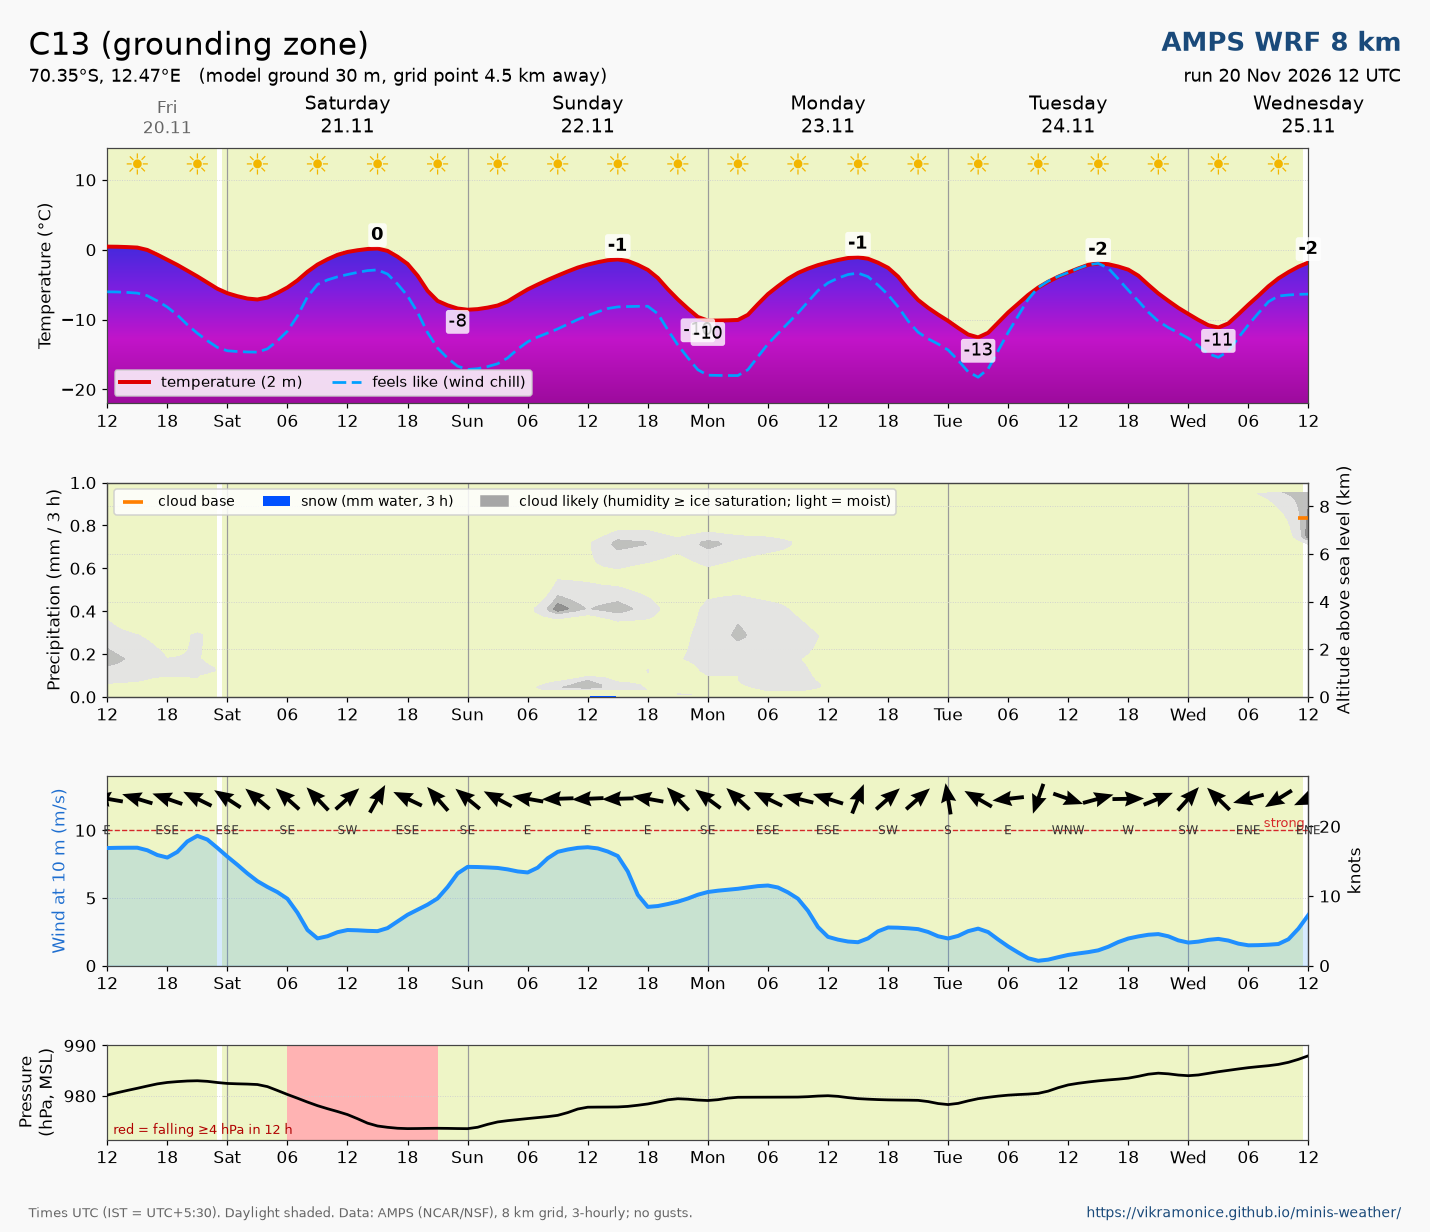 C13 (grounding zone)
AMPS WRF 8 km
70.35°S, 12.47°E (model ground 30 m, grid point 4.5 km away)
run 20 Nov 2026 12 UTC
Fri Saturday Sunday Monday Tuesday Wednesday
20.11 21.11 22.11 23.11 24.11 25.11
Temperature (°C)
10
0
−10
−20
0 -1 -1 -2 -2
-8 -10 -13 -11
temperature (2 m) feels like (wind chill)
12 18 Sat 06 12 18 Sun 06 12 18 Mon 06 12 18 Tue 06 12 18 Wed 06 12
Precipitation (mm / 3 h)
1.0
0.8
0.6
0.4
0.2
0.0
cloud base snow (mm water, 3 h) cloud likely (humidity ≥ ice saturation; light = moist)
8
6
4
2
0
Altitude above sea level (km)
12 18 Sat 06 12 18 Sun 06 12 18 Mon 06 12 18 Tue 06 12 18 Wed 06 12
Wind at 10 m (m/s)
10
5
0
strong
E ESE ESE SE SW ESE SE E E E SE ESE ESE SW S E WNW W SW ENE ENE
20
10
0
knots
12 18 Sat 06 12 18 Sun 06 12 18 Mon 06 12 18 Tue 06 12 18 Wed 06 12
Pressure
(hPa, MSL)
990
980
red = falling ≥4 hPa in 12 h
12 18 Sat 06 12 18 Sun 06 12 18 Mon 06 12 18 Tue 06 12 18 Wed 06 12
Times UTC (IST = UTC+5:30). Daylight shaded. Data: AMPS (NCAR/NSF), 8 km grid, 3-hourly; no gusts.
https://vikramonice.github.io/minis-weather/